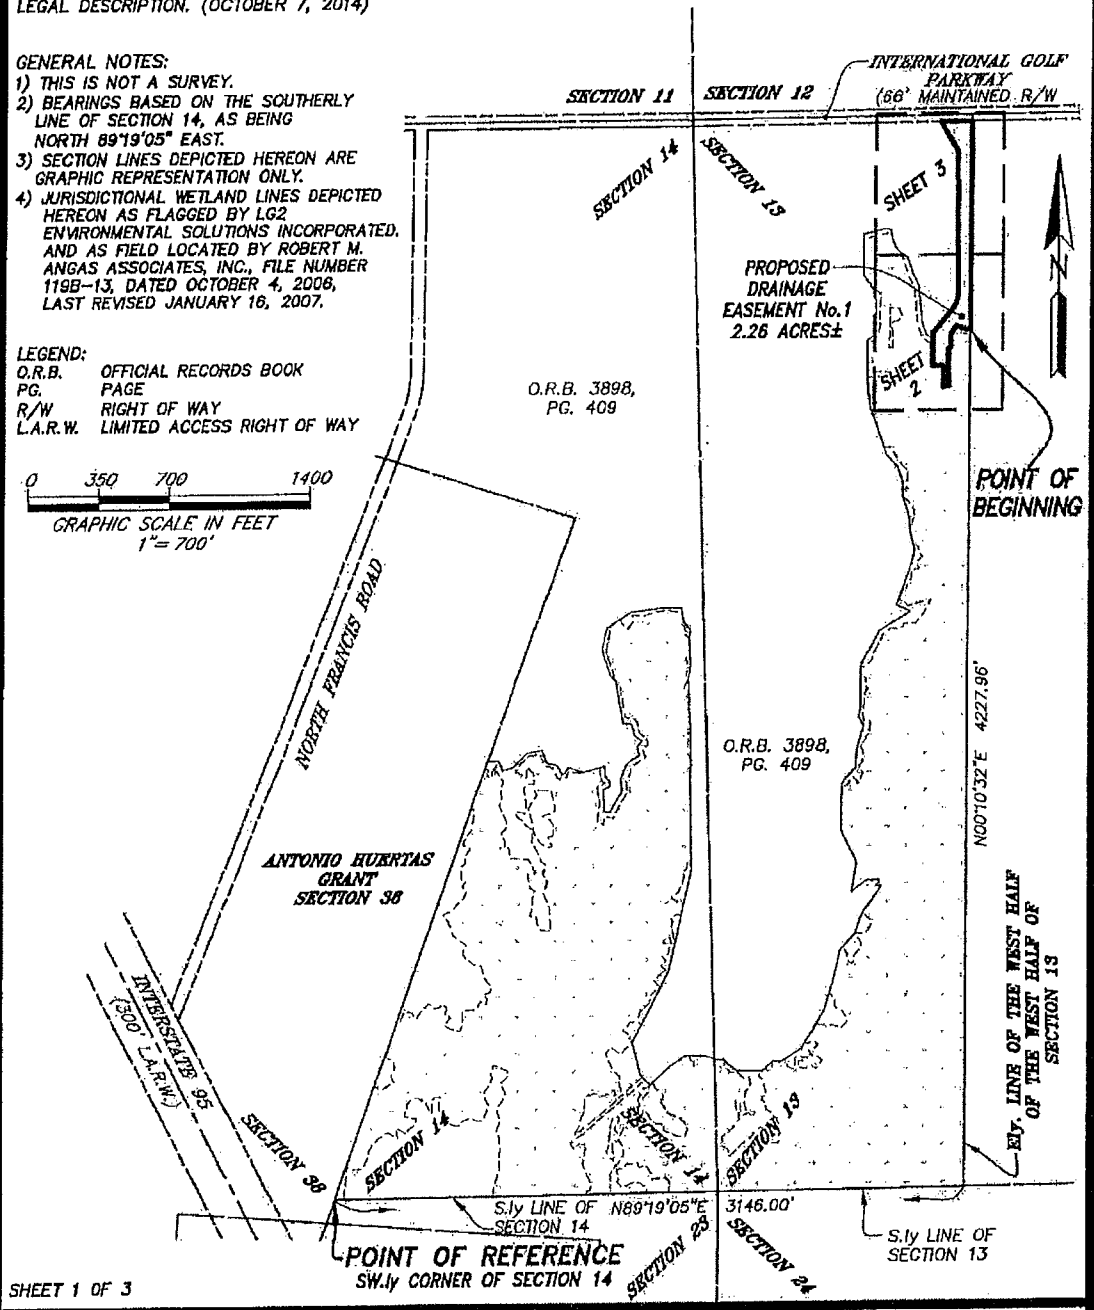 LEGAL DESCRIPTION. (OCTOBER 7, 2014)
GENERAL NOTES:
1) THIS IS NOT A SURVEY.
2) BEARINGS BASED ON THE SOUTHERLY
LINE OF SECTION 14, AS BEING
NORTH 89°19'05" EAST.
3) SECTION LINES DEPICTED HEREON ARE
GRAPHIC REPRESENTATION ONLY.
4) JURISDICTIONAL WETLAND LINES DEPICTED
HEREON AS FLAGGED BY LG2
ENVIRONMENTAL SOLUTIONS INCORPORATED.
AND AS FIELD LOCATED BY ROBERT M.
ANGAS ASSOCIATES, INC., FILE NUMBER
119B-13, DATED OCTOBER 4, 2006,
LAST REVISED JANUARY 16, 2007.
LEGEND:
O.R.B. OFFICIAL RECORDS BOOK
PG. PAGE
R/W RIGHT OF WAY
L.A.R.W. LIMITED ACCESS RIGHT OF WAY
0 350 700 1400
GRAPHIC SCALE IN FEET
1"= 700'
SECTION 11
SECTION 12
INTERNATIONAL GOLF
PARKWAY
(66' MAINTAINED R/W
SECTION 14
SECTION 13
SHEET 3
N
PROPOSED
DRAINAGE
EASEMENT No.1
2.26 ACRES±
SHEET
2
O.R.B. 3898,
PG. 409
POINT OF
BEGINNING
NORTH FRANCIS ROAD
O.R.B. 3898,
PG. 409
N00°10'32"E 4227.96'
ANTONIO HUERTAS
GRANT
SECTION 38
Ely. LINE OF THE WEST HALF
OF THE WEST HALF OF
SECTION 13
INTERSTATE 95
(300' L.A.R.W.)
SECTION 38
SECTION 14
SECTION 14
SECTION 13
S.ly LINE OF
SECTION 14
N89°19'05"E 3146.00'
S.ly LINE OF
SECTION 13
SECTION 23
SECTION 24
POINT OF REFERENCE
SW.ly CORNER OF SECTION 14
SHEET 1 OF 3